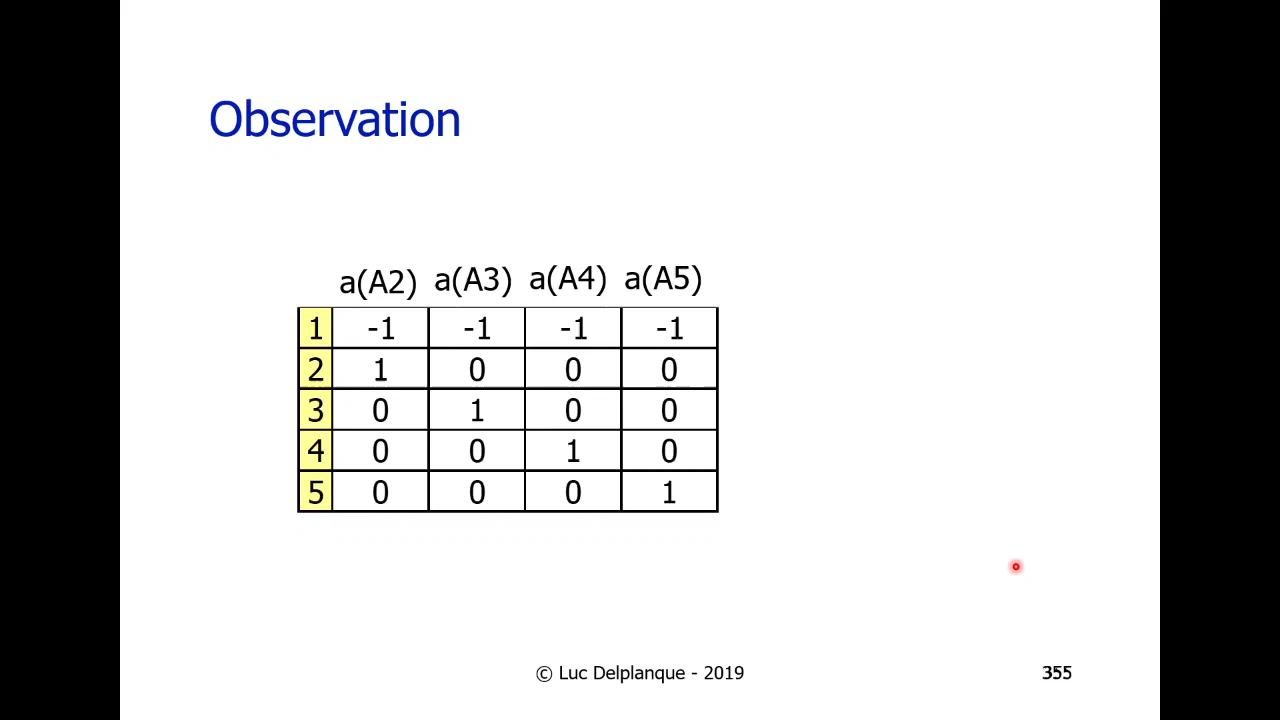 Observation
a(A2) a(A3) a(A4) a(A5)
1 -1 -1 -1 -1
2 1 0 0 0
3 0 1 0 0
4 0 0 1 0
5 0 0 0 1
© Luc Delplanque - 2019 355